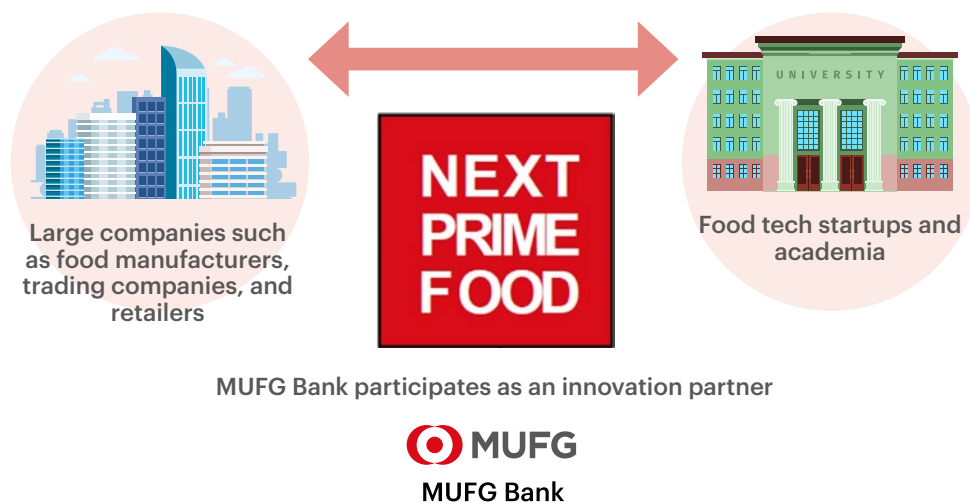 UNIVERSITY
NEXT
PRIME
FOOD
Large companies such
as food manufacturers,
trading companies, and
retailers
Food tech startups and
academia
MUFG Bank participates as an innovation partner
MUFG
MUFG Bank